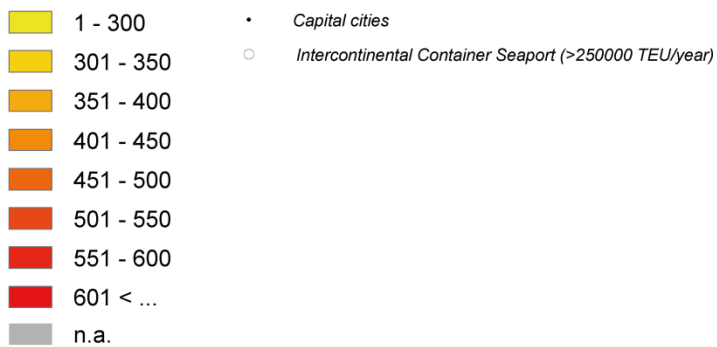 1 - 300
301 - 350
351 - 400
401 - 450
451 - 500
501 - 550
551 - 600
601 < ...
n.a.
Capital cities
Intercontinental Container Seaport (>250000 TEU/year)